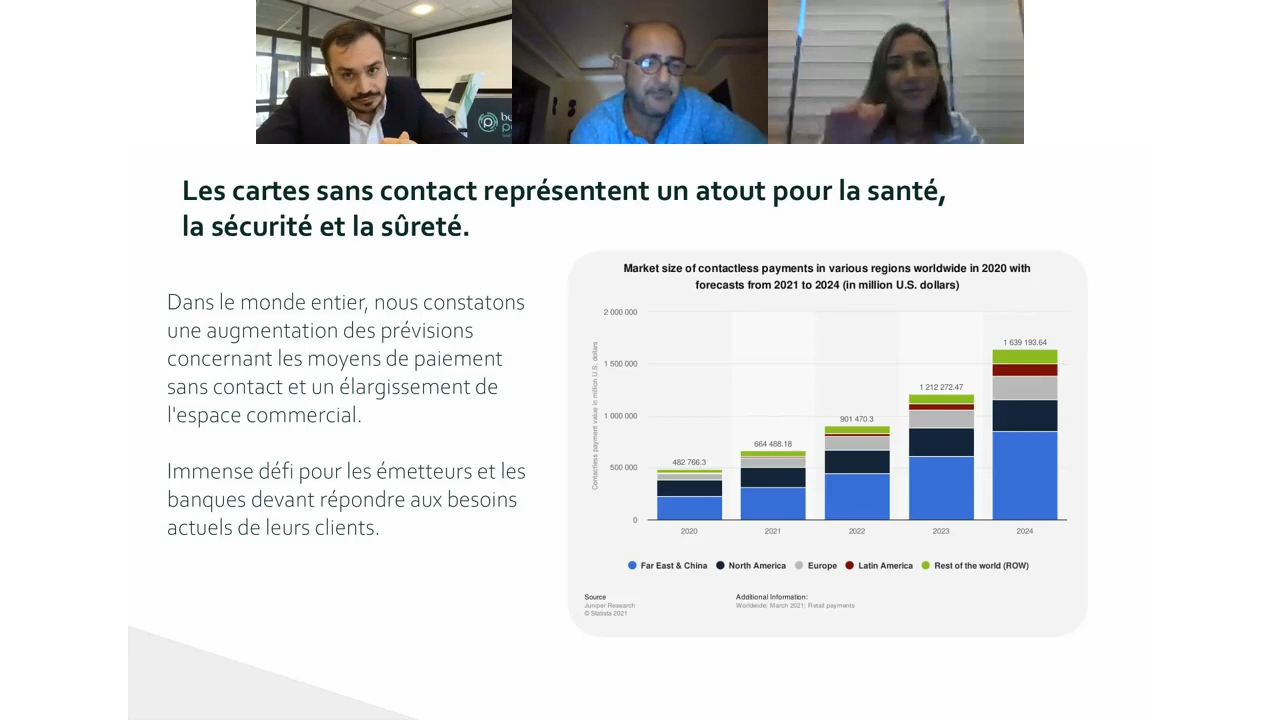 Les cartes sans contact représentent un atout pour la santé,
la sécurité et la sûreté.
Dans le monde entier, nous constatons
une augmentation des prévisions
concernant les moyens de paiement
sans contact et un élargissement de
l'espace commercial.
Immense défi pour les émetteurs et les
banques devant répondre aux besoins
actuels de leurs clients.
Market size of contactless payments in various regions worldwide in 2020 with
forecasts from 2021 to 2024 (in million U.S. dollars)
Contactless payment value in million U.S. dollars
2 000 000
1 500 000
1 000 000
500 000
0
482 766.3
664 488.18
901 470.3
1 212 272.47
1 639 193.64
2020 2021 2022 2023 2024
Far East & China North America Europe Latin America Rest of the world (ROW)
Source
Juniper Research
© Statista 2021
Additional Information:
Worldwide; March 2021; Retail payments